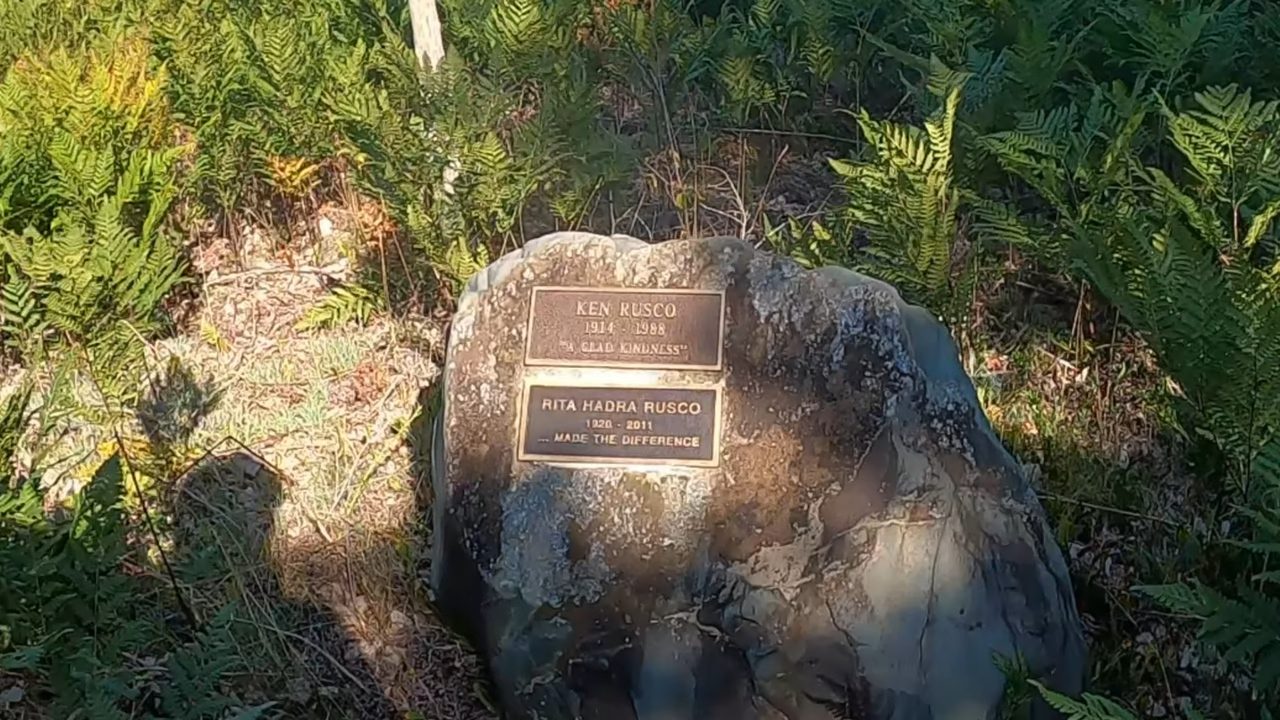 KEN RUSCO
1914 - 1988
"A GLAD KINDNESS"
RITA HADRA RUSCO
1920 - 2011
... MADE THE DIFFERENCE